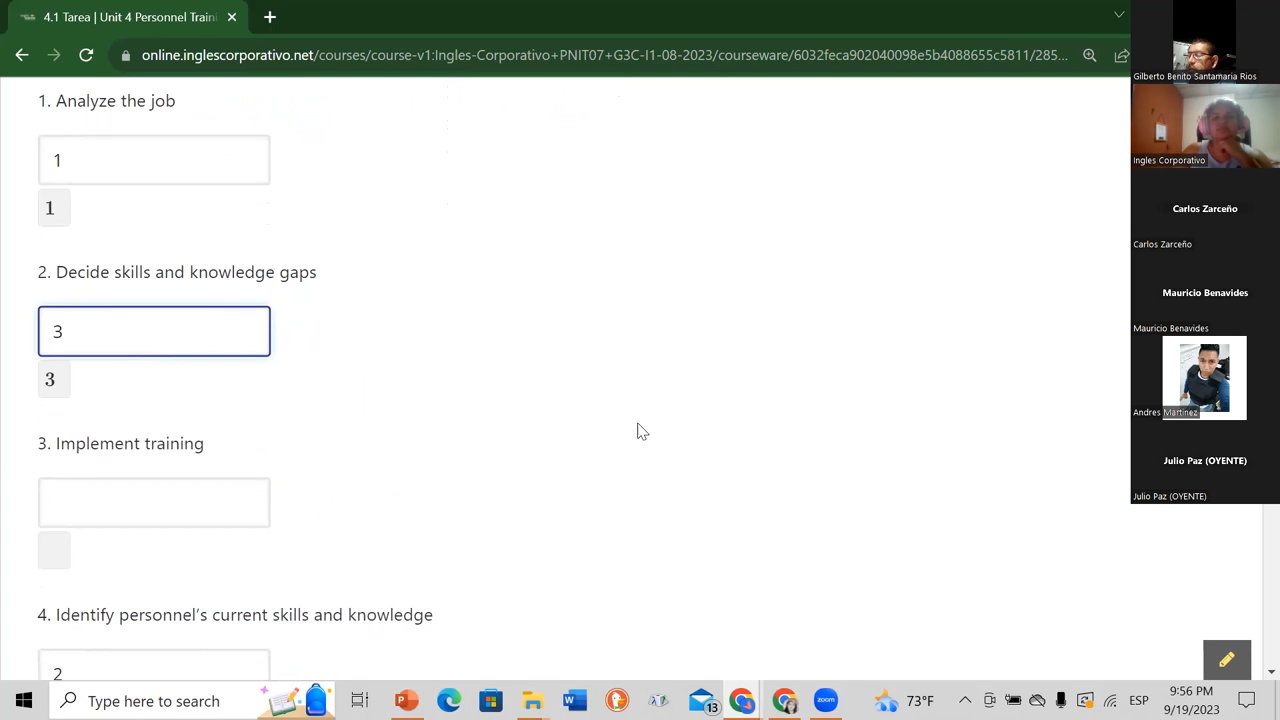 4.1 Tarea | Unit 4 Personnel Traini
online.inglescorporativo.net/courses/course-v1:Ingles-Corporativo+PNIT07+G3C-I1-08-2023/courseware/6032feca902040098e5b4088655c5811/285...
1. Analyze the job
1
1
2. Decide skills and knowledge gaps
3
3
3. Implement training
4. Identify personnel's current skills and knowledge
2
Gilberto Benito Santamaria Rios
Ingles Corporativo
Carlos Zarceño
Carlos Zarceño
Mauricio Benavides
Mauricio Benavides
Andres Martinez
Julio Paz (OYENTE)
Julio Paz (OYENTE)
Type here to search
13
zoom
73°F
ESP
9:56 PM
9/19/2023